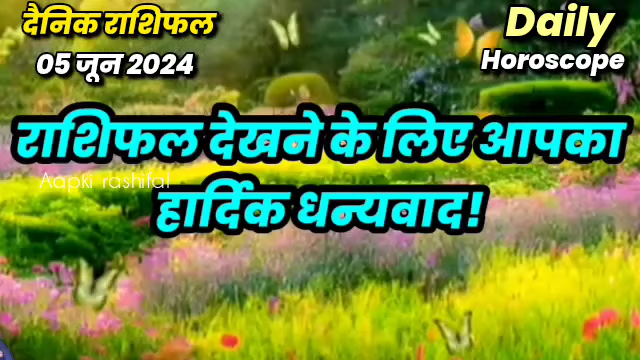 दैनिक राशिफल
05 जून 2024
Daily
Horoscope
राशिफल देखने के लिए आपका
Aapki rashifal
हार्दिक धन्यवाद!